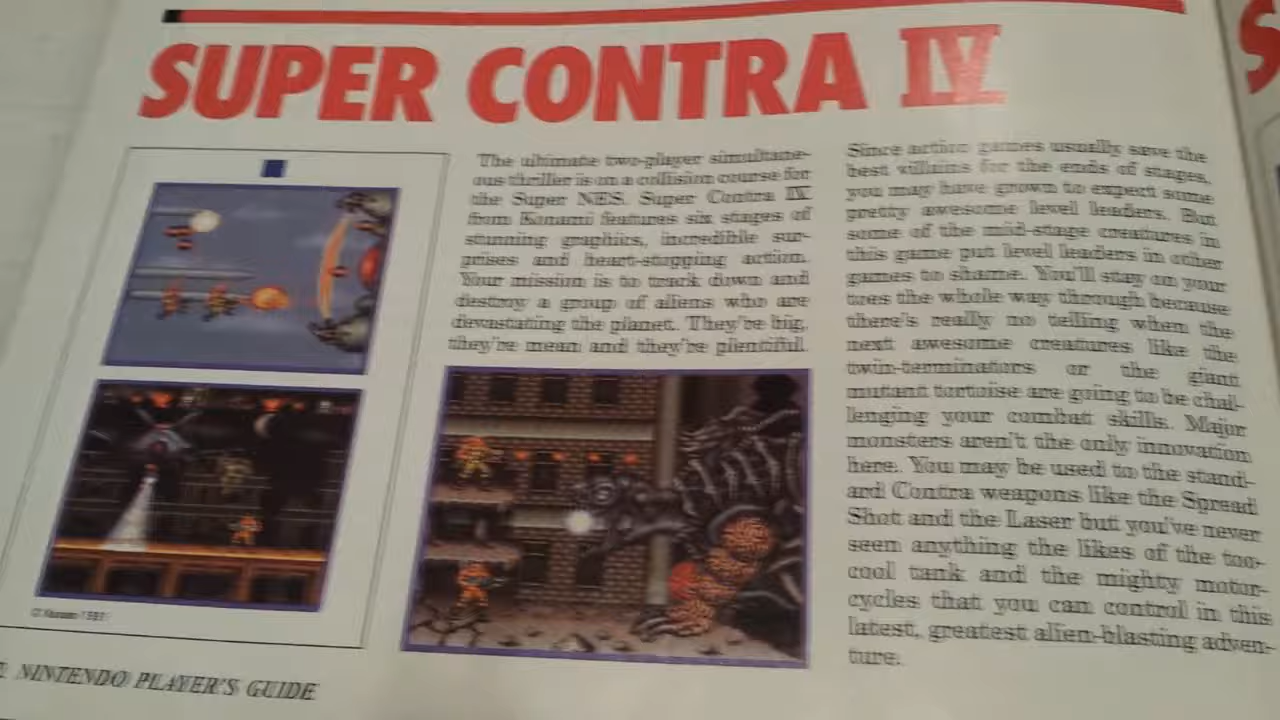 SUPER CONTRA IV
The ultimate two-player simultane-
ous thriller is on a collision course for
the Super NES. Super Contra IV
from Konami features six stages of
stunning graphics, incredible sur-
prises and heart-stopping action.
Your mission is to track down and
destroy a group of aliens who are
devastating the planet. They're big,
they're mean and they're plentiful.
Since action games usually save the
best villains for the ends of stages,
you may have grown to expect some
pretty awesome level leaders. But
some of the mid-stage creatures in
this game put level leaders in other
games to shame. You'll stay on your
toes the whole way through because
there's really no telling when the
next awesome creatures like the
twin-terminators or the giant
mutant tortoise are going to be chal-
lenging your combat skills. Major
monsters aren't the only innovation
here. You may be used to the stand-
ard Contra weapons like the Spread
Shot and the Laser but you've never
seen anything the likes of the too-
cool tank and the mighty motor-
cycles that you can control in this
latest, greatest alien-blasting adven-
ture.
© Konami 1991
NINTENDO PLAYER'S GUIDE
S